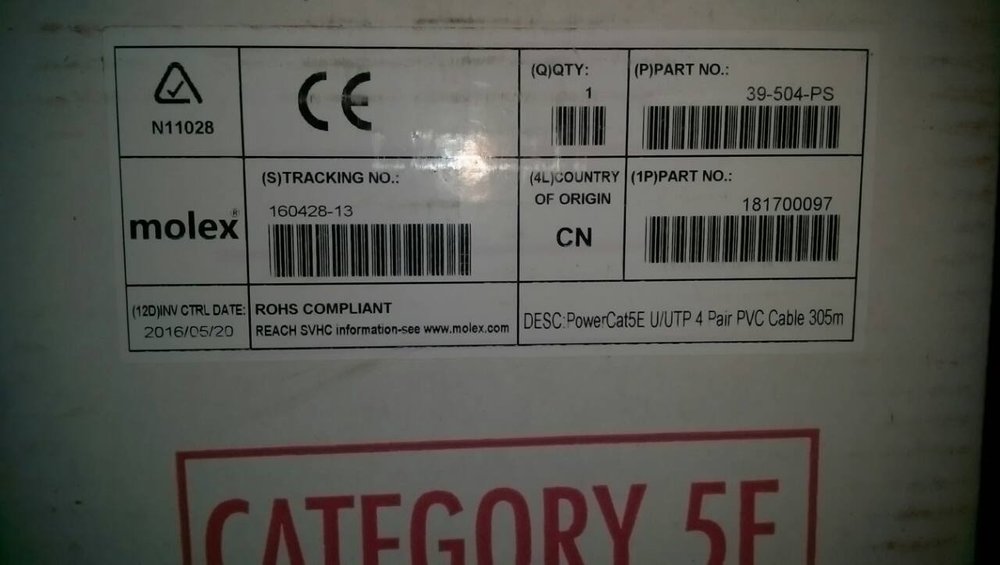 N11028
CE
(Q)QTY:
1
(P)PART NO.:
39-504-PS
molex®
(S)TRACKING NO.:
160428-13
(4L)COUNTRY
OF ORIGIN
CN
(1P)PART NO.:
181700097
(12D)INV CTRL DATE:
2016/05/20
ROHS COMPLIANT
REACH SVHC information-see www.molex.com
DESC:PowerCat5E U/UTP 4 Pair PVC Cable 305m
CATEGORY 5E